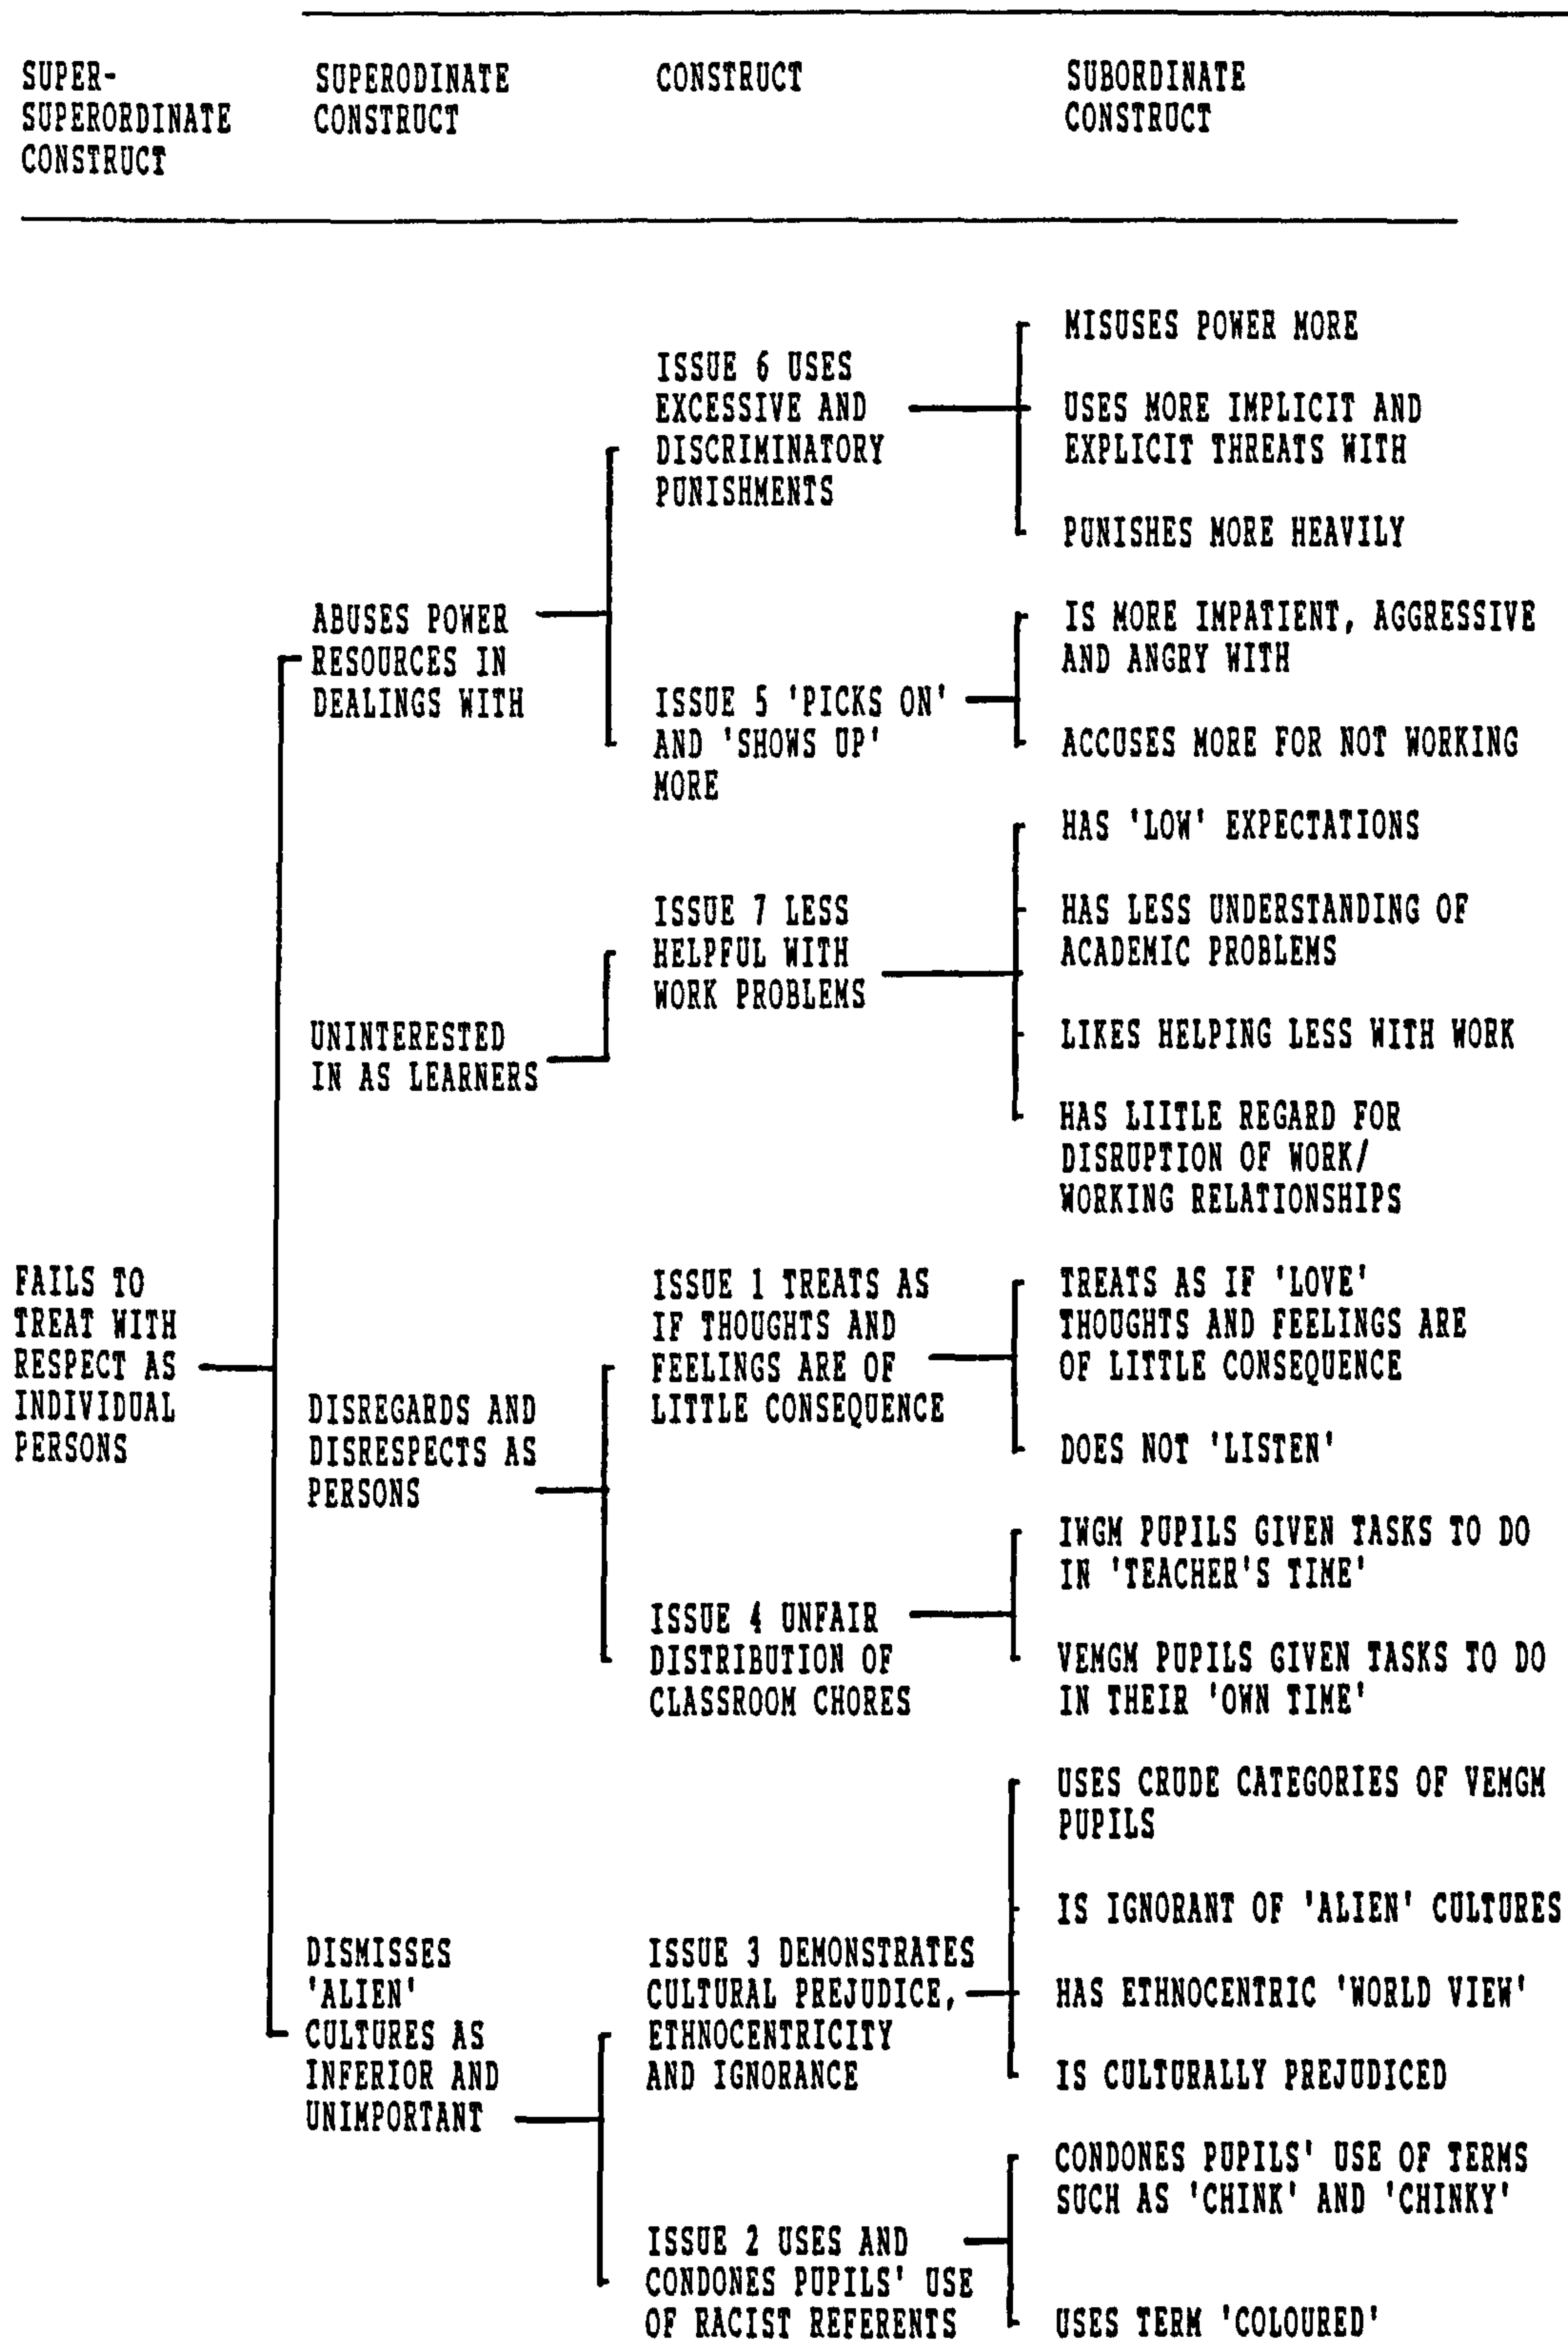 SUPER-
SUPERORDINATE
CONSTRUCT
SUPERODINATE
CONSTRUCT
CONSTRUCT
SUBORDINATE
CONSTRUCT
FAILS TO
TREAT WITH
RESPECT AS
INDIVIDUAL
PERSONS
ABUSES POWER
RESOURCES IN
DEALINGS WITH
ISSUE 6 USES
EXCESSIVE AND
DISCRIMINATORY
PUNISHMENTS
MISUSES POWER MORE
USES MORE IMPLICIT AND
EXPLICIT THREATS WITH
PUNISHES MORE HEAVILY
ISSUE 5 'PICKS ON'
AND 'SHOWS UP'
MORE
IS MORE IMPATIENT, AGGRESSIVE
AND ANGRY WITH
ACCUSES MORE FOR NOT WORKING
UNINTERESTED
IN AS LEARNERS
ISSUE 7 LESS
HELPFUL WITH
WORK PROBLEMS
HAS 'LOW' EXPECTATIONS
HAS LESS UNDERSTANDING OF
ACADEMIC PROBLEMS
LIKES HELPING LESS WITH WORK
HAS LIITLE REGARD FOR
DISRUPTION OF WORK/
WORKING RELATIONSHIPS
DISREGARDS AND
DISRESPECTS AS
PERSONS
ISSUE 1 TREATS AS
IF THOUGHTS AND
FEELINGS ARE OF
LITTLE CONSEQUENCE
TREATS AS IF 'LOVE'
THOUGHTS AND FEELINGS ARE
OF LITTLE CONSEQUENCE
DOES NOT 'LISTEN'
ISSUE 4 UNFAIR
DISTRIBUTION OF
CLASSROOM CHORES
IWGM PUPILS GIVEN TASKS TO DO
IN 'TEACHER'S TIME'
VEMGM PUPILS GIVEN TASKS TO DO
IN THEIR 'OWN TIME'
DISMISSES
'ALIEN'
CULTURES AS
INFERIOR AND
UNIMPORTANT
ISSUE 3 DEMONSTRATES
CULTURAL PREJUDICE,
ETHNOCENTRICITY
AND IGNORANCE
USES CRUDE CATEGORIES OF VEMGM
PUPILS
IS IGNORANT OF 'ALIEN' CULTURES
HAS ETHNOCENTRIC 'WORLD VIEW'
IS CULTURALLY PREJUDICED
ISSUE 2 USES AND
CONDONES PUPILS' USE
OF RACIST REFERENTS
CONDONES PUPILS' USE OF TERMS
SUCH AS 'CHINK' AND 'CHINKY'
USES TERM 'COLOURED'